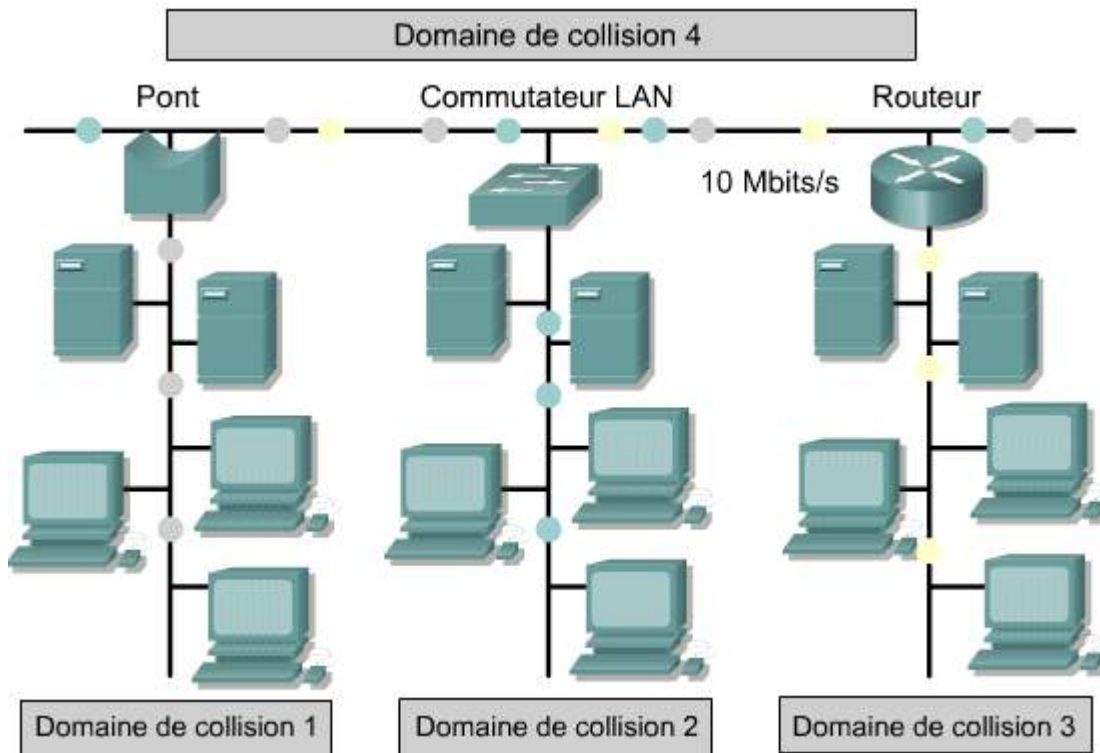 Domaine de collision 4
Pont
Commutateur LAN
Routeur
10 Mbits/s
Domaine de collision 1
Domaine de collision 2
Domaine de collision 3